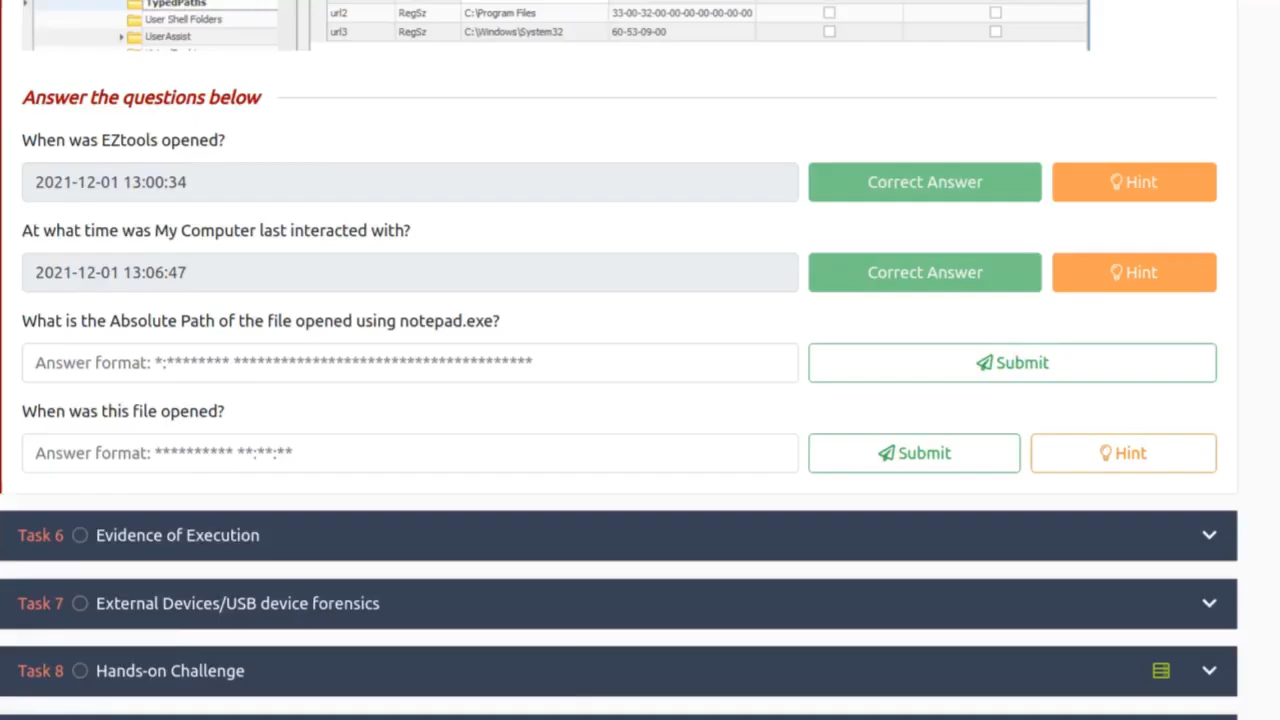 TypedPaths
User Shell Folders
UserAssist
url2 RegSz C:\Program Files 33-00-32-00-00-00-00-00-00-00
url3 RegSz C:\Windows\System32 60-53-09-00
Answer the questions below
When was EZtools opened?
2021-12-01 13:00:34 Correct Answer Hint
At what time was My Computer last interacted with?
2021-12-01 13:06:47 Correct Answer Hint
What is the Absolute Path of the file opened using notepad.exe?
Answer format: *:******** ************************************** Submit
When was this file opened?
Answer format: ********** **:**:** Submit Hint
Task 6 Evidence of Execution
Task 7 External Devices/USB device forensics
Task 8 Hands-on Challenge